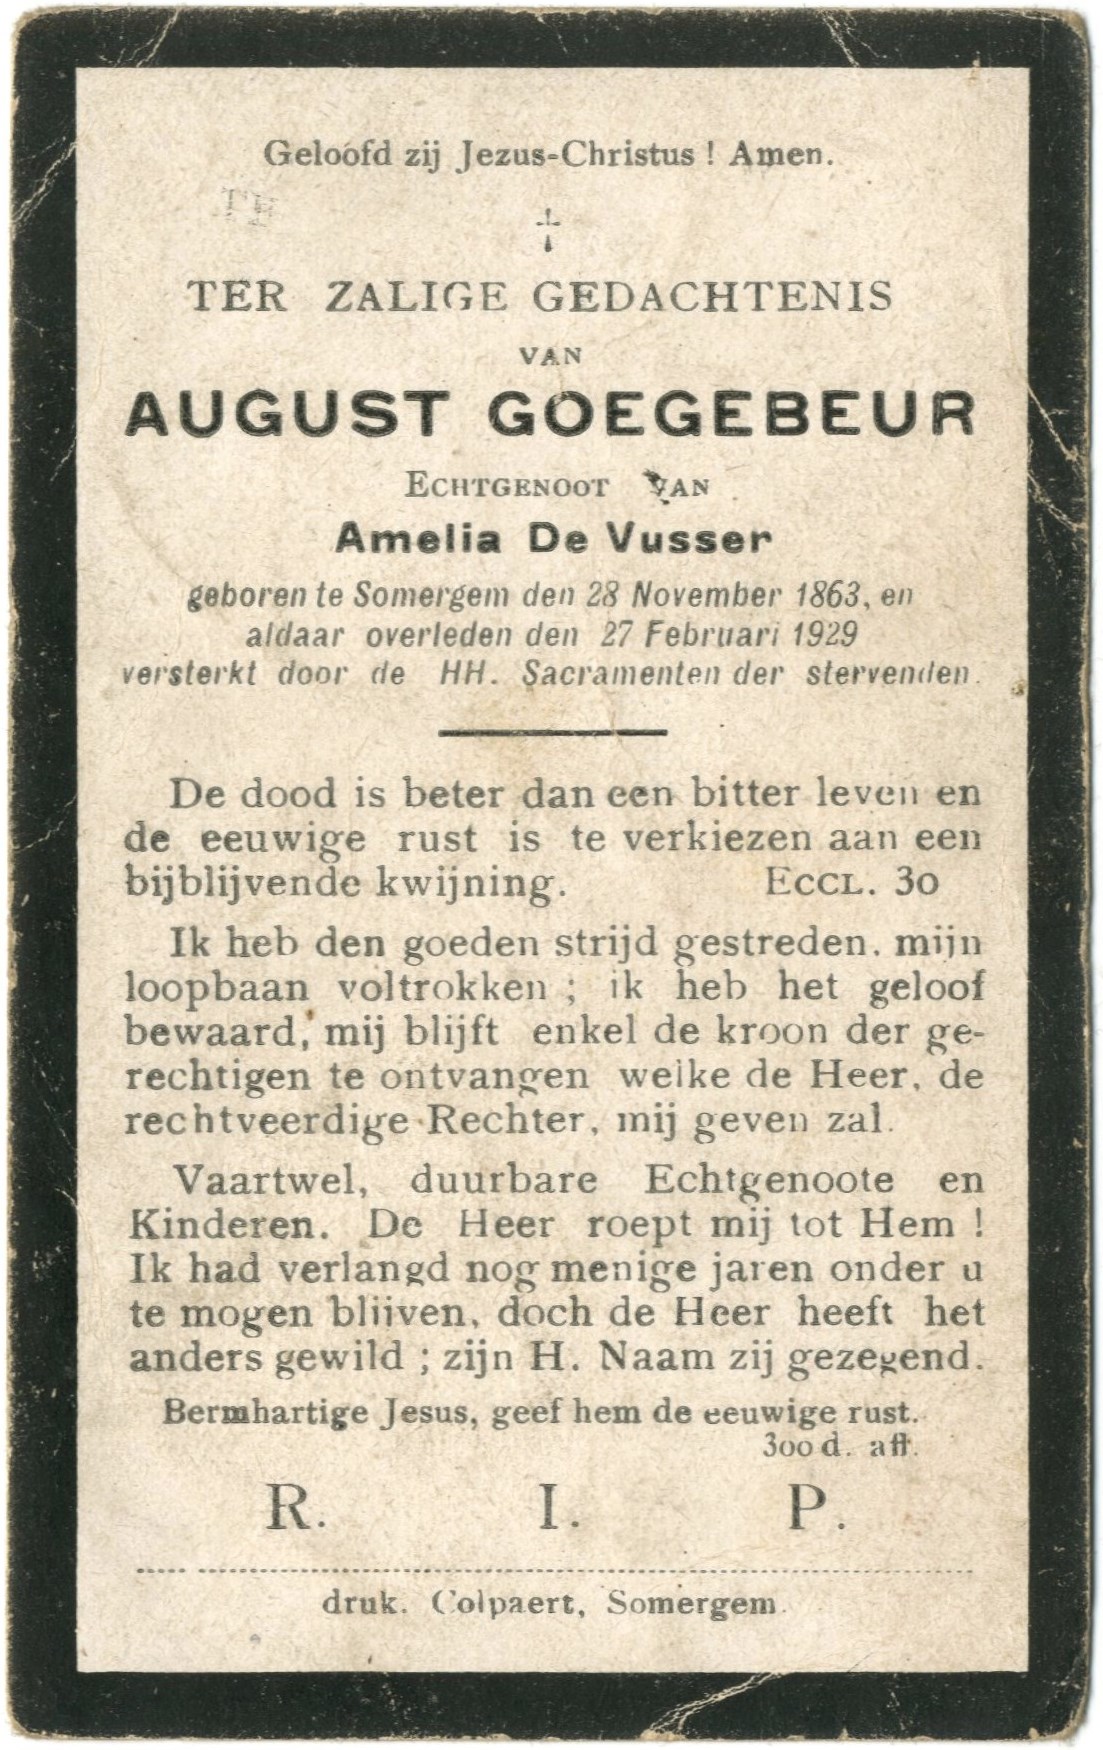 Geloofd zij Jezus-Christus ! Amen.
TER ZALIGE GEDACHTENIS
VAN
AUGUST GOEGEBEUR
ECHTGENOOT VAN
Amelia De Vusser
geboren te Somergem den 28 November 1863, en
aldaar overleden den 27 Februari 1929
versterkt door de HH. Sacramenten der stervenden.
De dood is beter dan een bitter leven en
de eeuwige rust is te verkiezen aan een
bijblijvende kwijning. ECCL. 30
Ik heb den goeden strijd gestreden, mijn
loopbaan voltrokken ; ik heb het geloof
bewaard, mij blijft enkel de kroon der ge-
rechtigen te ontvangen welke de Heer, de
rechtveerdige Rechter, mij geven zal.
Vaartwel, duurbare Echtgenoote en
Kinderen. De Heer roept mij tot Hem !
Ik had verlangd nog menige jaren onder u
te mogen blijven, doch de Heer heeft het
anders gewild ; zijn H. Naam zij gezegend.
Bermhartige Jesus, geef hem de eeuwige rust.
300 d. afl.
R. I. P.
druk. Colpaert, Somergem.